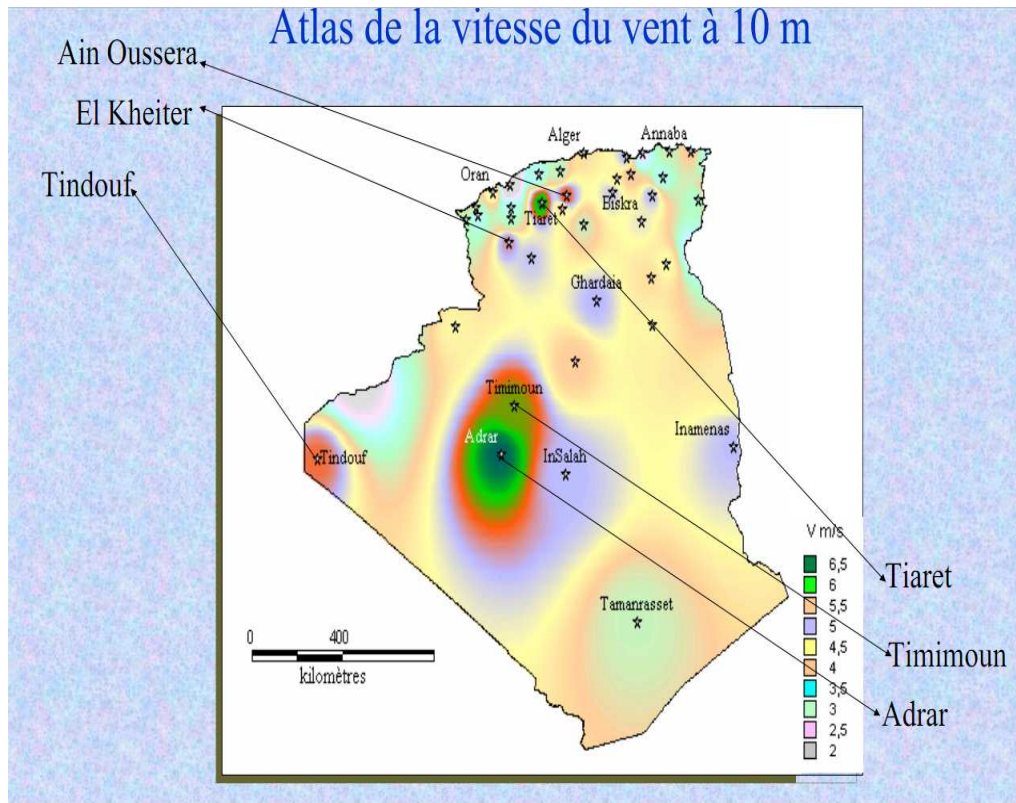 Atlas de la vitesse du vent à 10 m
Ain Oussera
El Kheiter
Tindouf
Alger
Annaba
Oran
Tiaret
Biskra
Ghardaia
Timimoun
Adrar
InSalah
Inamenas
Tindouf
Tamanrasset
0 400
kilomètres
V m/s
6,5
6
5,5
5
4,5
4
3,5
3
2,5
2
Tiaret
Timimoun
Adrar